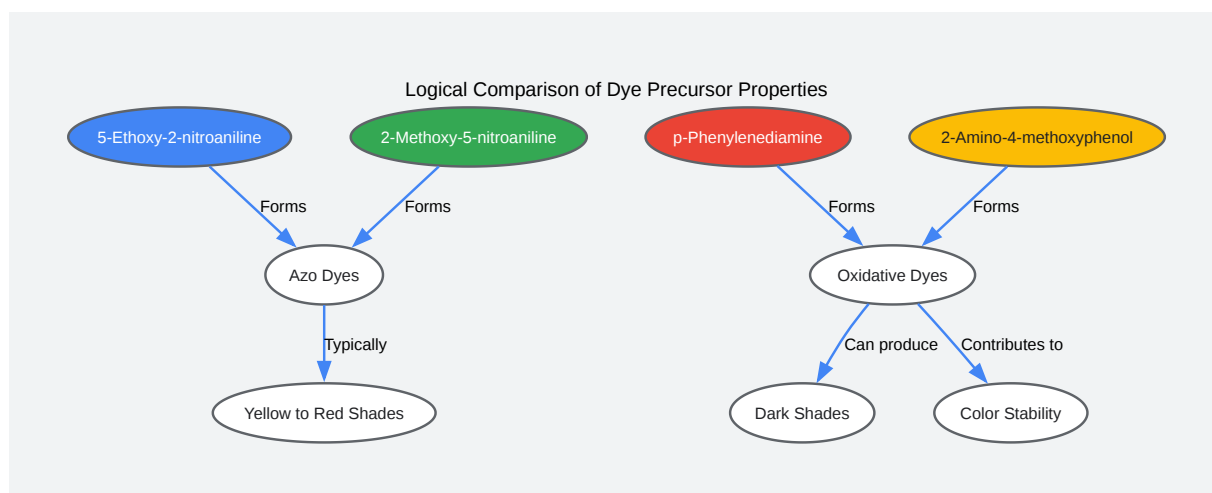 Logical Comparison of Dye Precursor Properties
5-Ethoxy-2-nitroaniline
2-Methoxy-5-nitroaniline
p-Phenylenediamine
2-Amino-4-methoxyphenol
Forms
Forms
Forms
Forms
Azo Dyes
Oxidative Dyes
Typically
Can produce
Contributes to
Yellow to Red Shades
Dark Shades
Color Stability